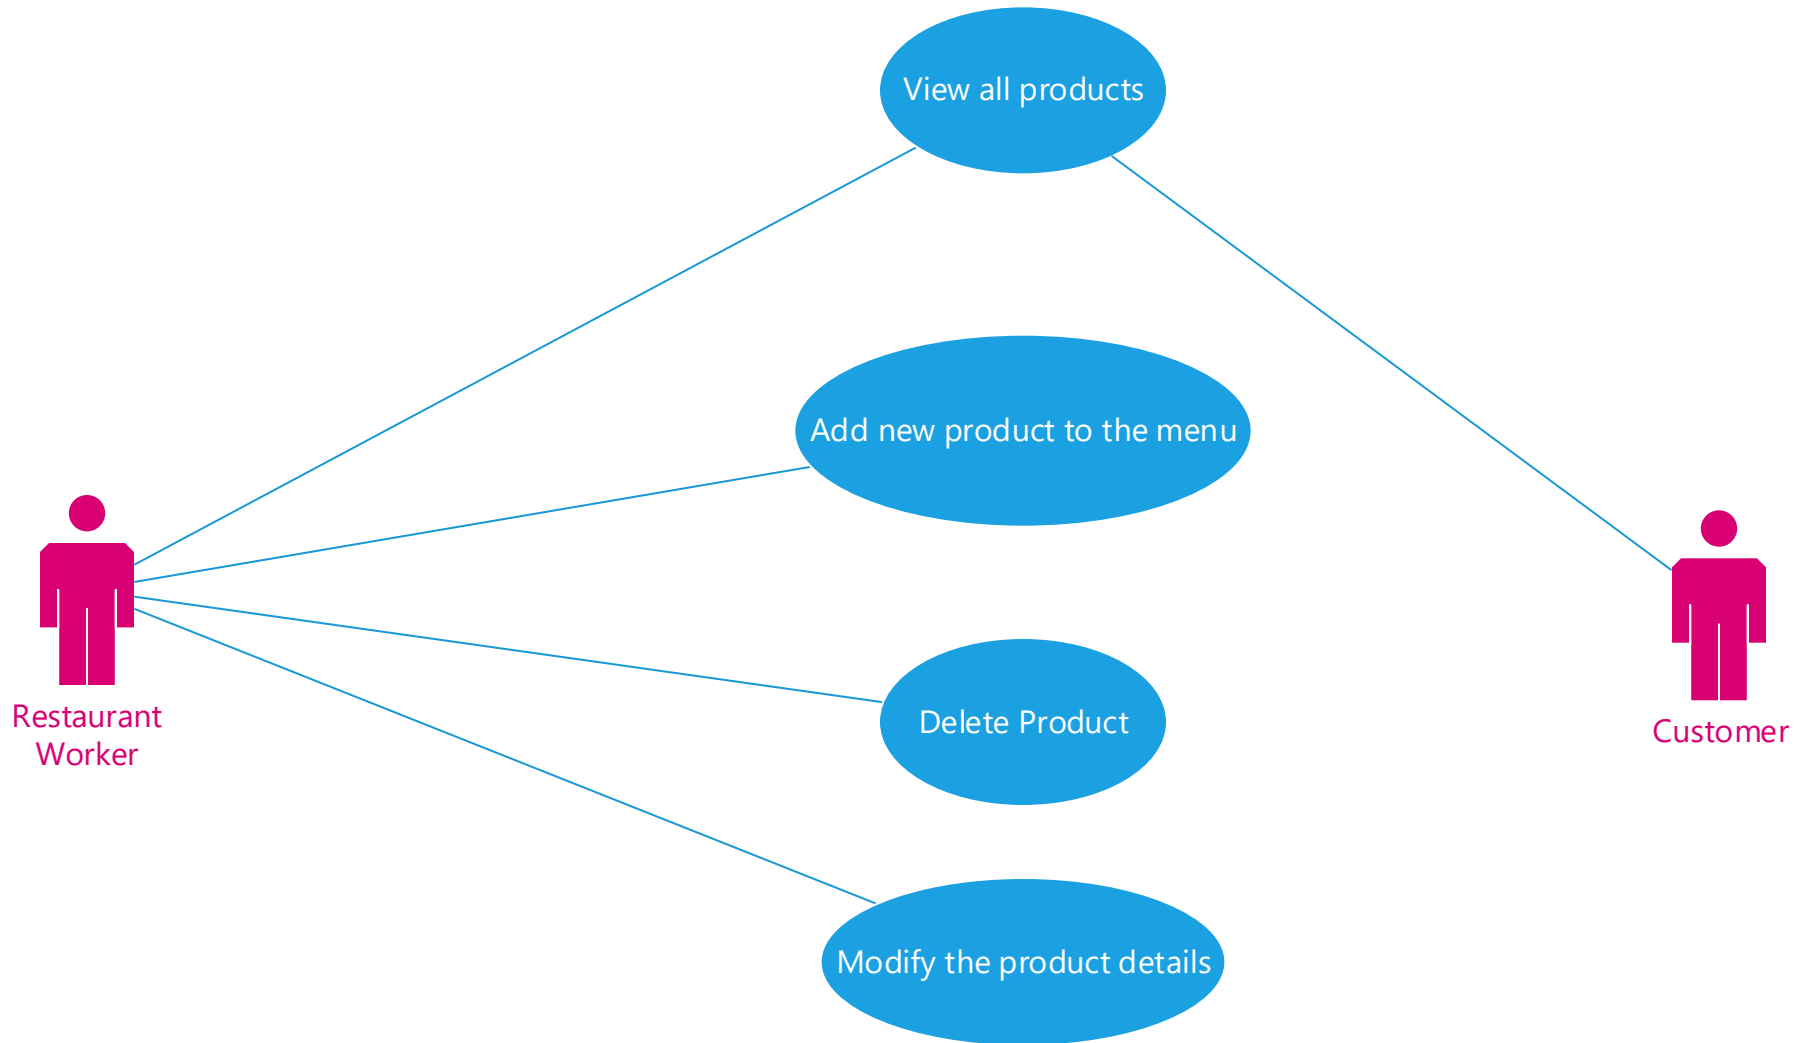 View all products
Add new product to the menu
Restaurant
Worker
Delete Product
Customer
Modify the product details